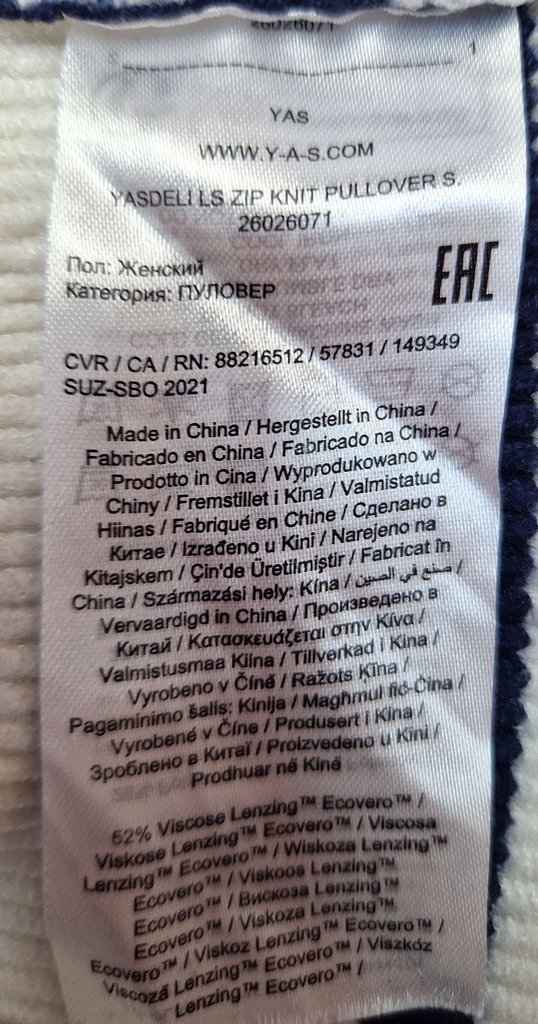 26026071
1
YAS
WWW.Y-A-S.COM
YASDELI LS ZIP KNIT PULLOVER S.
26026071
Пол: Женский
Категория: ПУЛОВЕР
EAC
CVR / CA / RN: 88216512 / 57831 / 149349
SUZ-SBO 2021
Made in China / Hergestellt in China /
Fabricado en China / Fabricado na China /
Prodotto in Cina / Wyprodukowano w
Chiny / Fremstillet i Kina / Valmistatud
Hiinas / Fabriqué en Chine / Сделано в
Китае / Izrađeno u Kini / Narejeno na
Kitajskem / Çin'de Üretilmiştir / Fabricat în
China / Származási hely: Kína / صنع في الصين /
Vervaardigd in China / Произведено в
Китай / Κατασκευάζεται στην Κίνα /
Valmistusmaa Kiina / Tillverkad i Kina /
Vyrobeno v Číně / Ražots Ķīna /
Pagaminimo šalis: Kinija / Magħmul fiċ-Ċina /
Vyrobené v Číne / Produsert i Kina /
Зроблено в Китаї / Proizvedeno u Kini /
Prodhuar në Kinë
52% Viscose Lenzing™ Ecovero™ /
Viskose Lenzing™ Ecovero™ / Viscosa
Lenzing™ Ecovero™ / Wiskoza Lenzing™
Ecovero™ / Viskoos Lenzing™
Ecovero™ / Вискоза Lenzing™
Ecovero™ / Viskoza Lenzing™
Ecovero™ / Viskoz Lenzing™ Ecovero™ /
Viscoză Lenzing™ Ecovero™ / Viszkóz
Lenzing™ Ecovero™ /